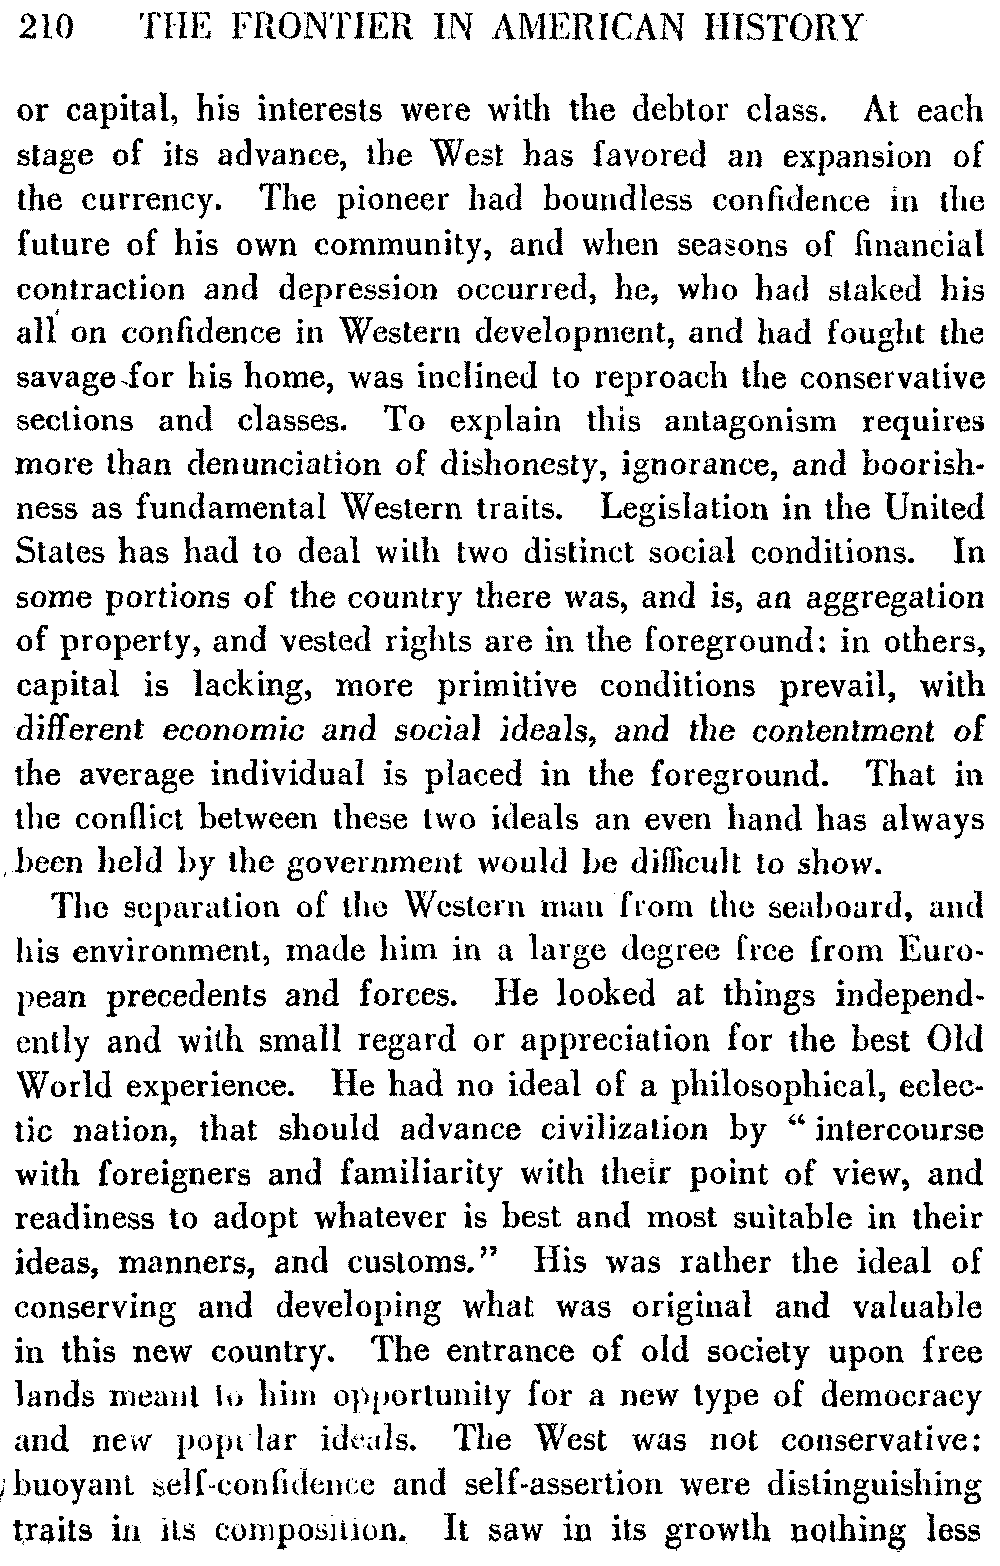 210 THE FRONTIER IN AMERICAN HISTORY
or capital, his interests were with the debtor class. At each
stage of its advance, the West has favored an expansion of
the currency. The pioneer had boundless confidence in the
future of his own community, and when seasons of financial
contraction and depression occurred, he, who had staked his
all on confidence in Western development, and had fought the
savage for his home, was inclined to reproach the conservative
sections and classes. To explain this antagonism requires
more than denunciation of dishonesty, ignorance, and boorish-
ness as fundamental Western traits. Legislation in the United
States has had to deal with two distinct social conditions. In
some portions of the country there was, and is, an aggregation
of property, and vested rights are in the foreground: in others,
capital is lacking, more primitive conditions prevail, with
different economic and social ideals, and the contentment of
the average individual is placed in the foreground. That in
the conflict between these two ideals an even hand has always
been held by the government would be difficult to show.
The separation of the Western man from the seaboard, and
his environment, made him in a large degree free from Euro-
pean precedents and forces. He looked at things independ-
ently and with small regard or appreciation for the best Old
World experience. He had no ideal of a philosophical, eclec-
tic nation, that should advance civilization by “ intercourse
with foreigners and familiarity with their point of view, and
readiness to adopt whatever is best and most suitable in their
ideas, manners, and customs.” His was rather the ideal of
conserving and developing what was original and valuable
in this new country. The entrance of old society upon free
lands meant to him opportunity for a new type of democracy
and new popular ideals. The West was not conservative:
buoyant self-confidence and self-assertion were distinguishing
traits in its composition. It saw in its growth nothing less